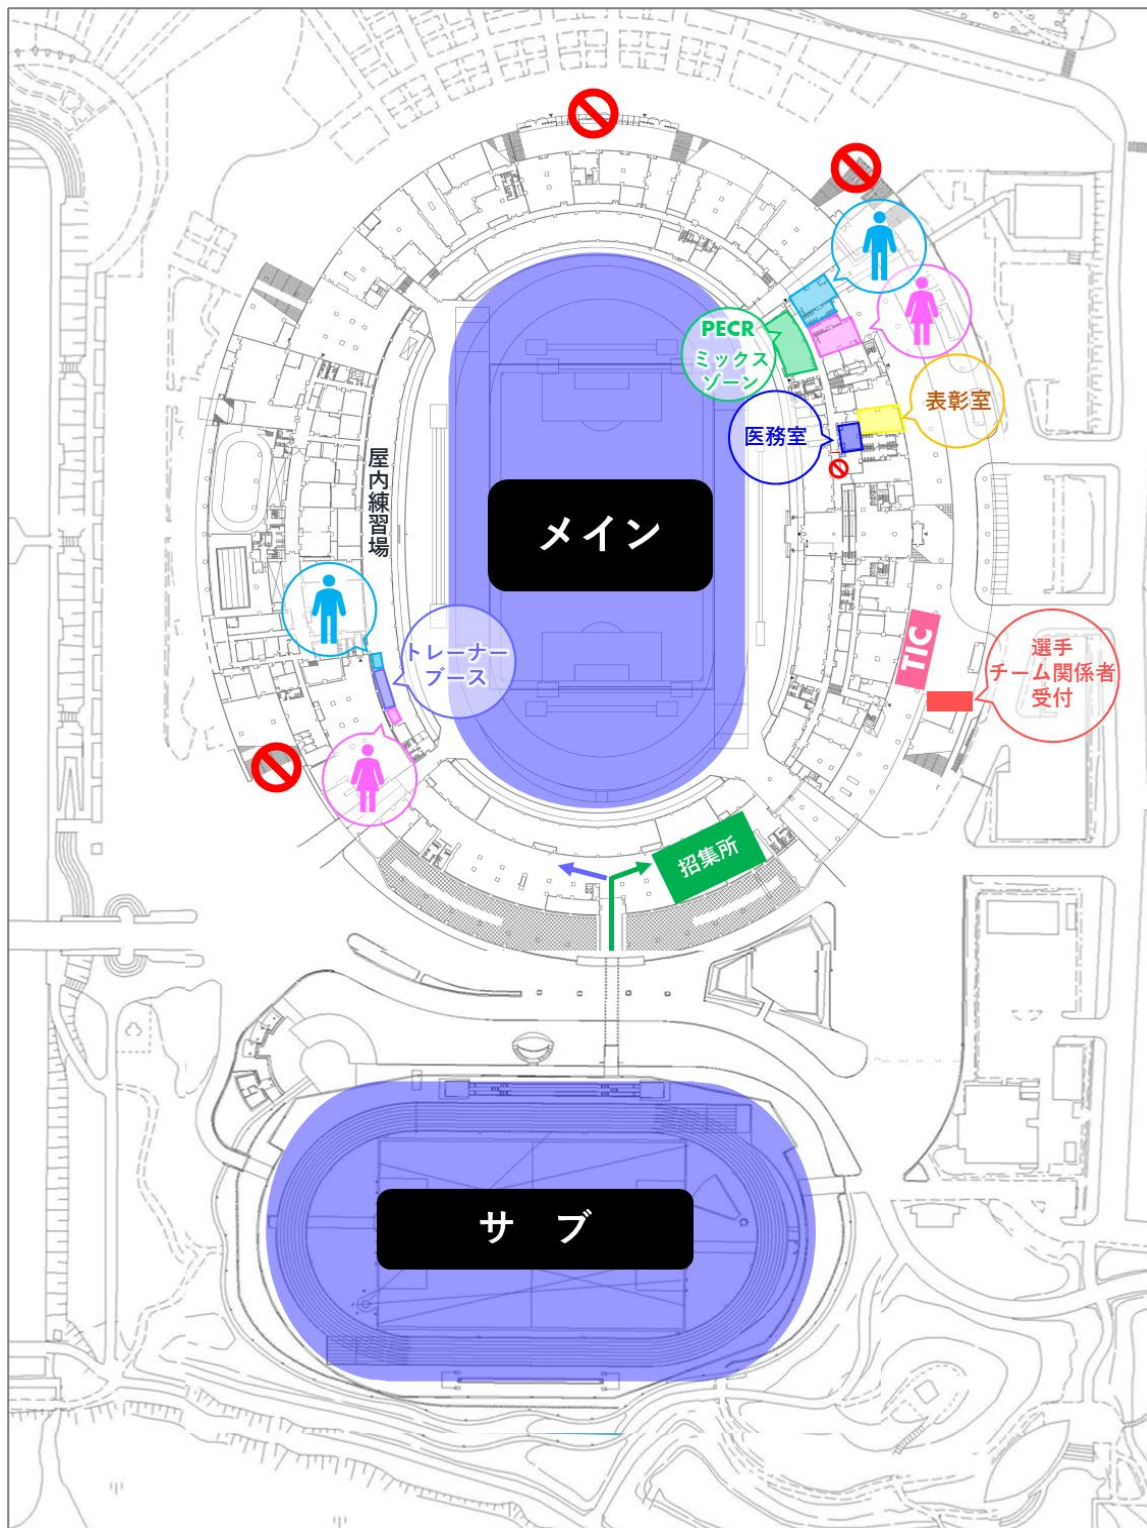 PECR
ミックス
ゾーン
表彰室
医務室
屋内練習場
メイン
トレーナー
ブース
TIC
選手
チーム関係者
受付
招集所
サ　ブ